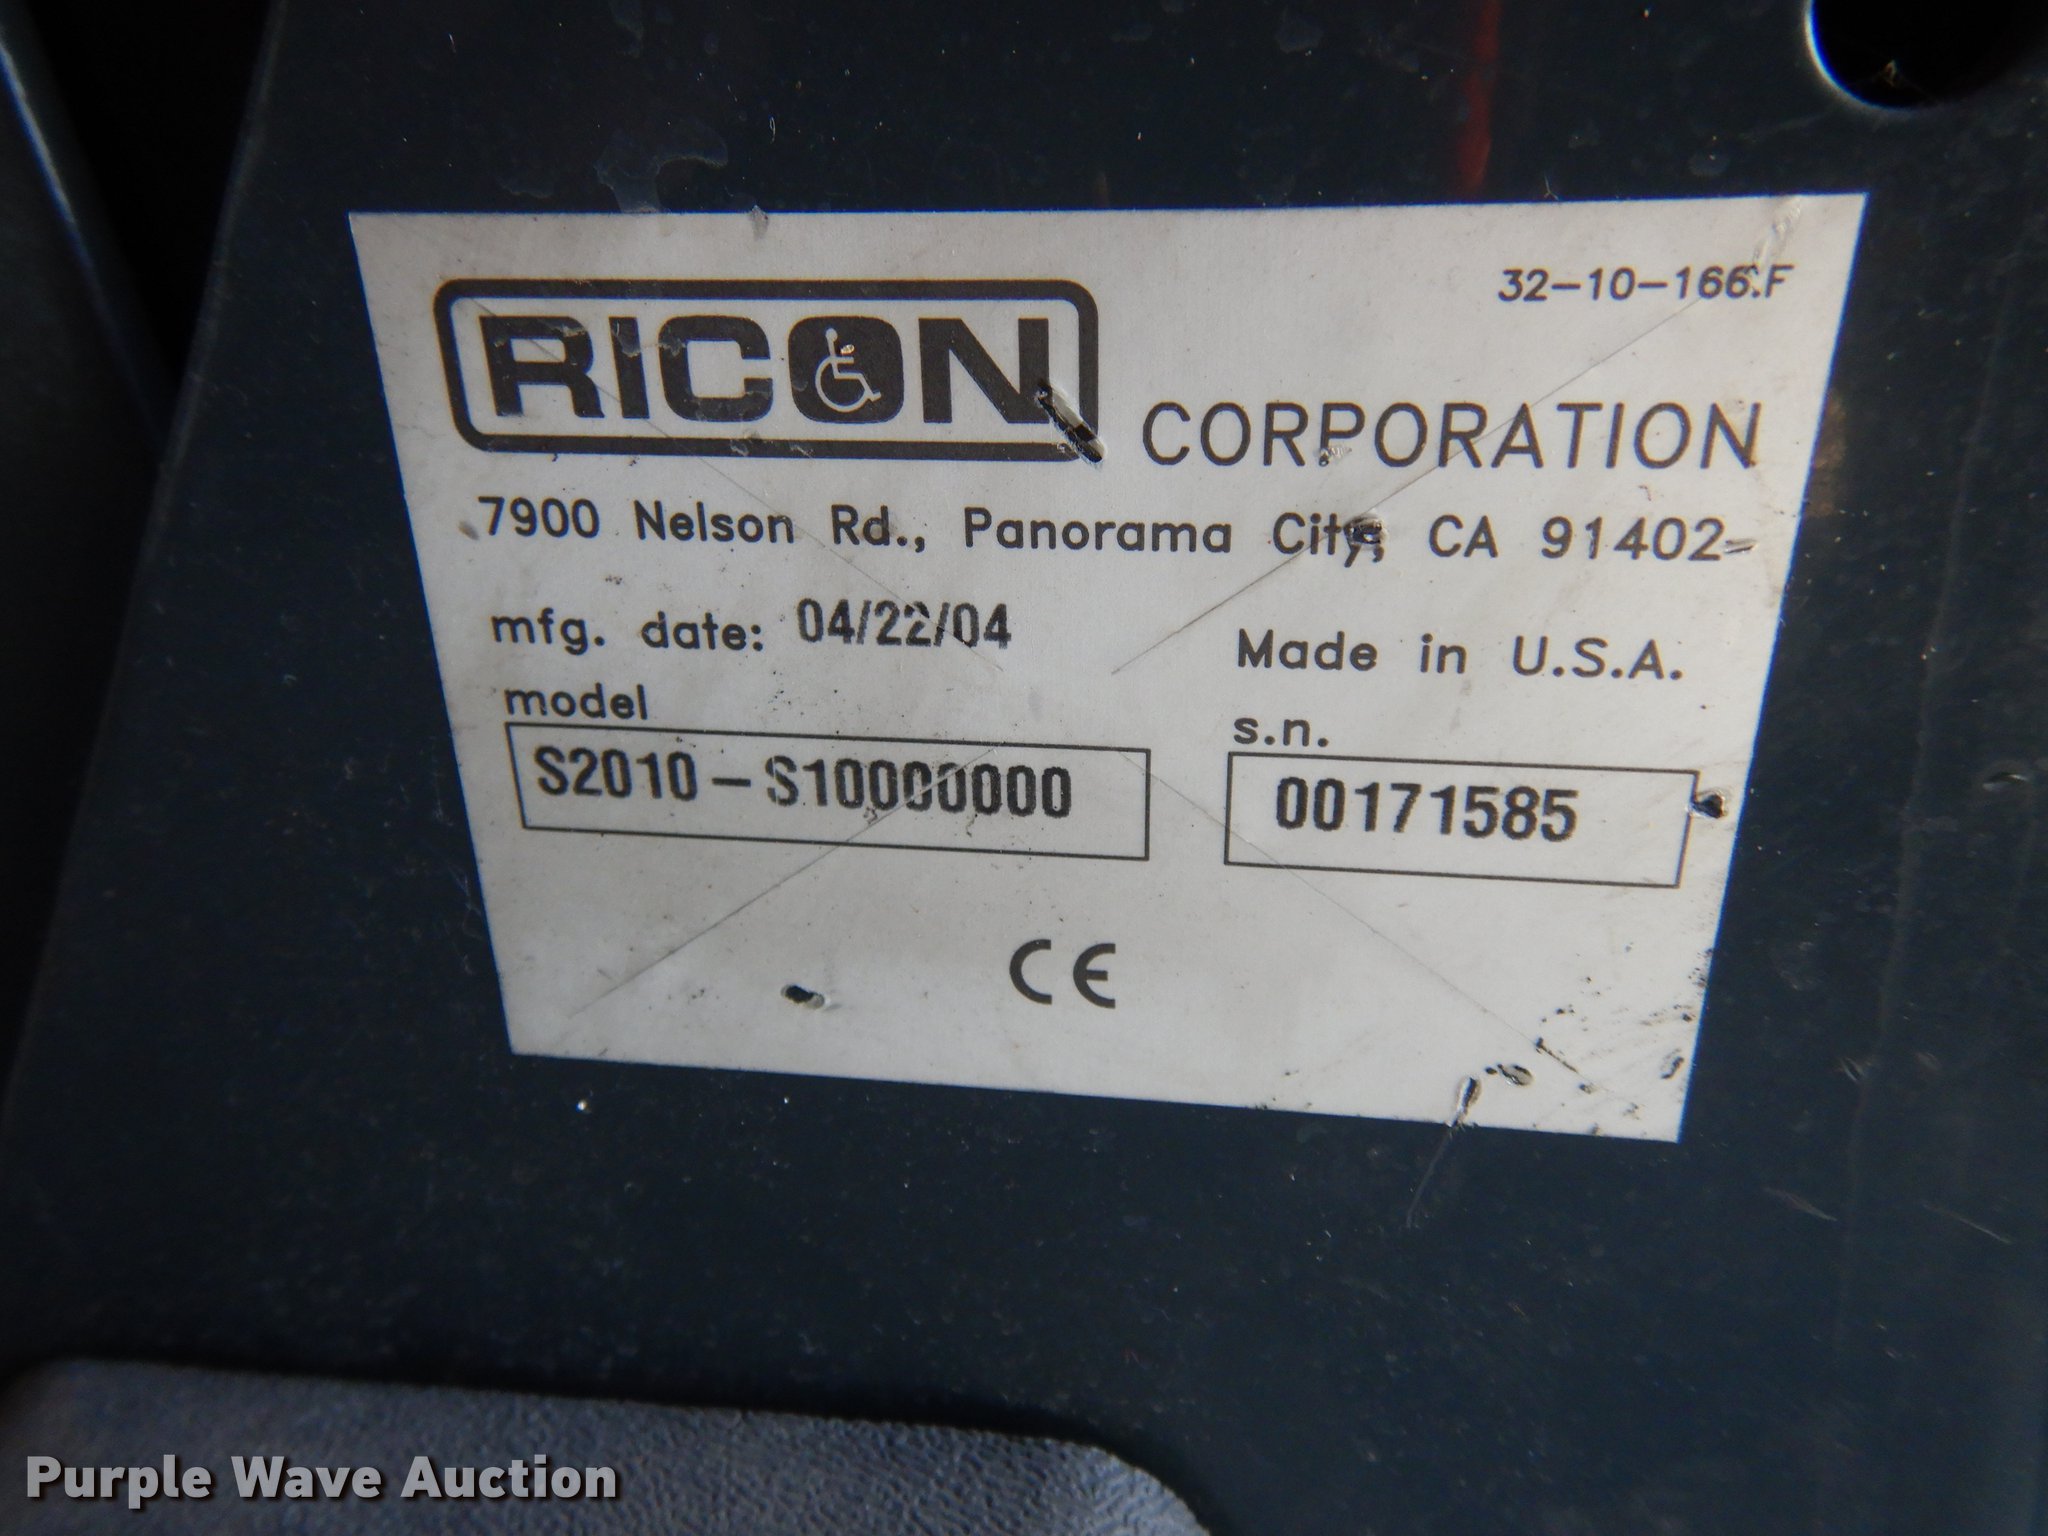 32-10-166.F
RICON CORPORATION
7900 Nelson Rd., Panorama City, CA 91402
mfg. date: 04/22/04
Made in U.S.A.
model
s.n.
S2010-S10000000
00171585
CE
Purple Wave Auction